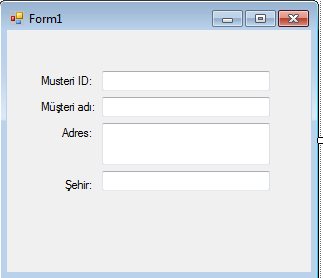 Form1
Musteri ID:
Müşteri adı:
Adres:
Şehir: